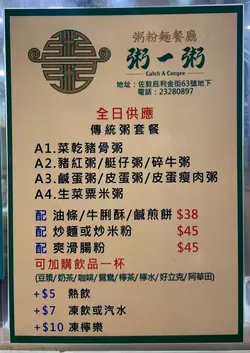 粥粉麵餐廳
粥一粥
Catch A Congee
地址：佐敦庇利金街63號地下
電話：23280897
全日供應
傳統粥套餐
A1.菜乾豬骨粥
A2.豬紅粥/艇仔粥/碎牛粥
A3.鹹蛋粥/皮蛋粥/皮蛋瘦肉粥
A4.生菜粟米粥
配 油條/牛脷酥/鹹煎餅 $38
配 炒麵或炒米粉 $45
配 爽滑腸粉 $45
可加購飲品一杯
(豆漿/奶茶/咖啡/鴛鴦/檸茶/檸水/好立克/阿華田)
+$5 熱飲
+$7 凍飲或汽水
+$10 凍檸樂